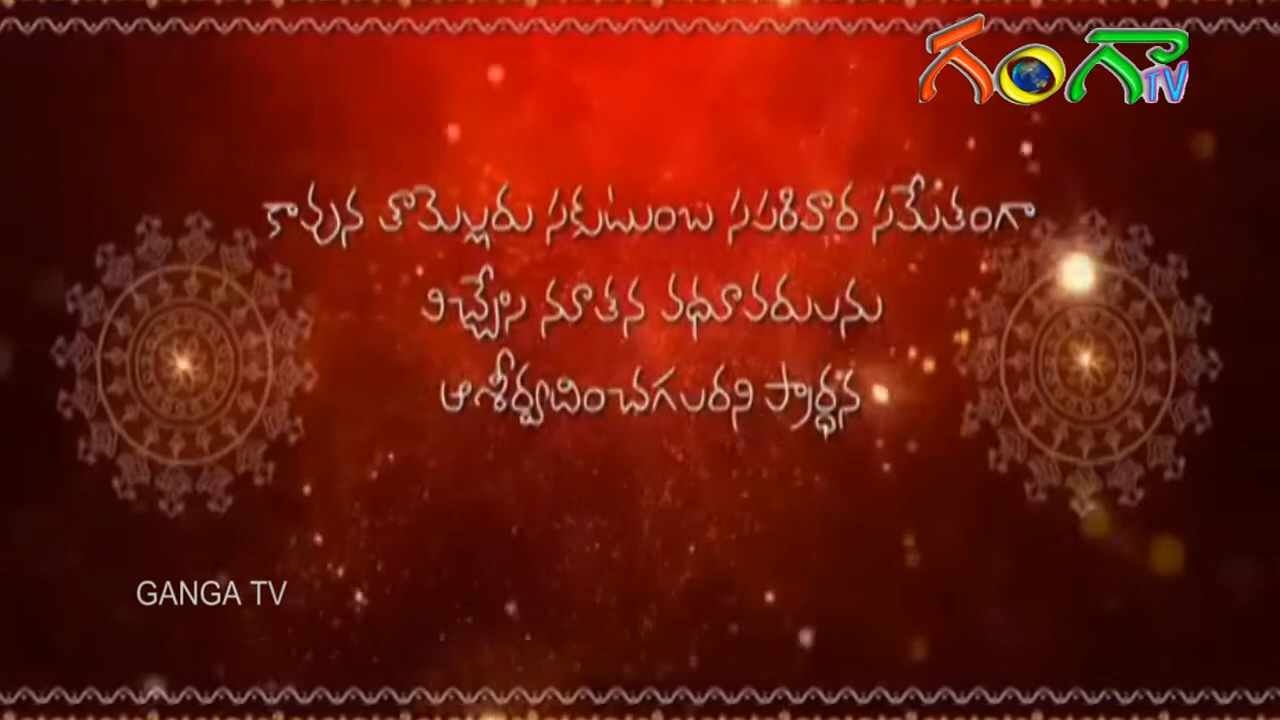 గంగా TV
కావున తామెల్లరు సకుటుంబ సపరివార సమేతంగా
విచ్చేసి నూతన వధూవరులను
ఆశీర్వదించగలరని ప్రార్థన
GANGA TV